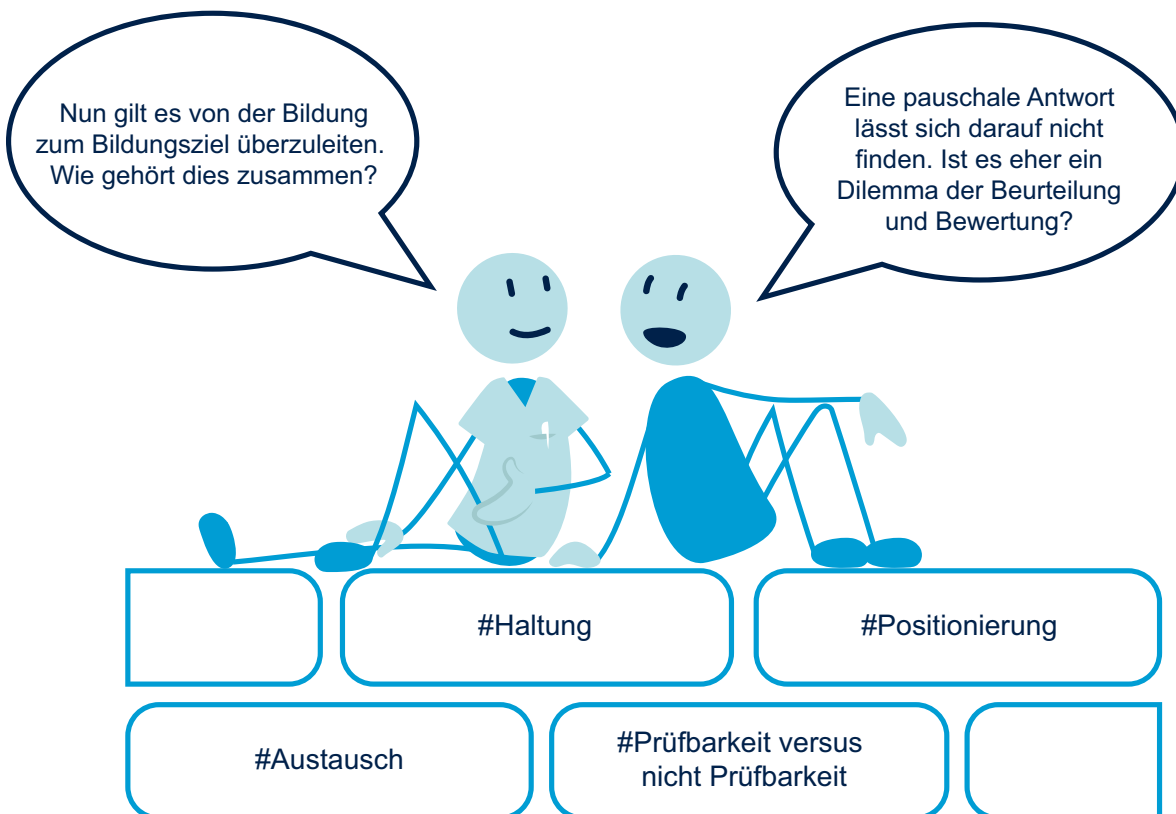 Nun gilt es von der Bildung
zum Bildungsziel überzuleiten.
Wie gehört dies zusammen?
Eine pauschale Antwort
lässt sich darauf nicht
finden. Ist es eher ein
Dilemma der Beurteilung
und Bewertung?
#Haltung
#Positionierung
#Austausch
#Prüfbarkeit versus
nicht Prüfbarkeit